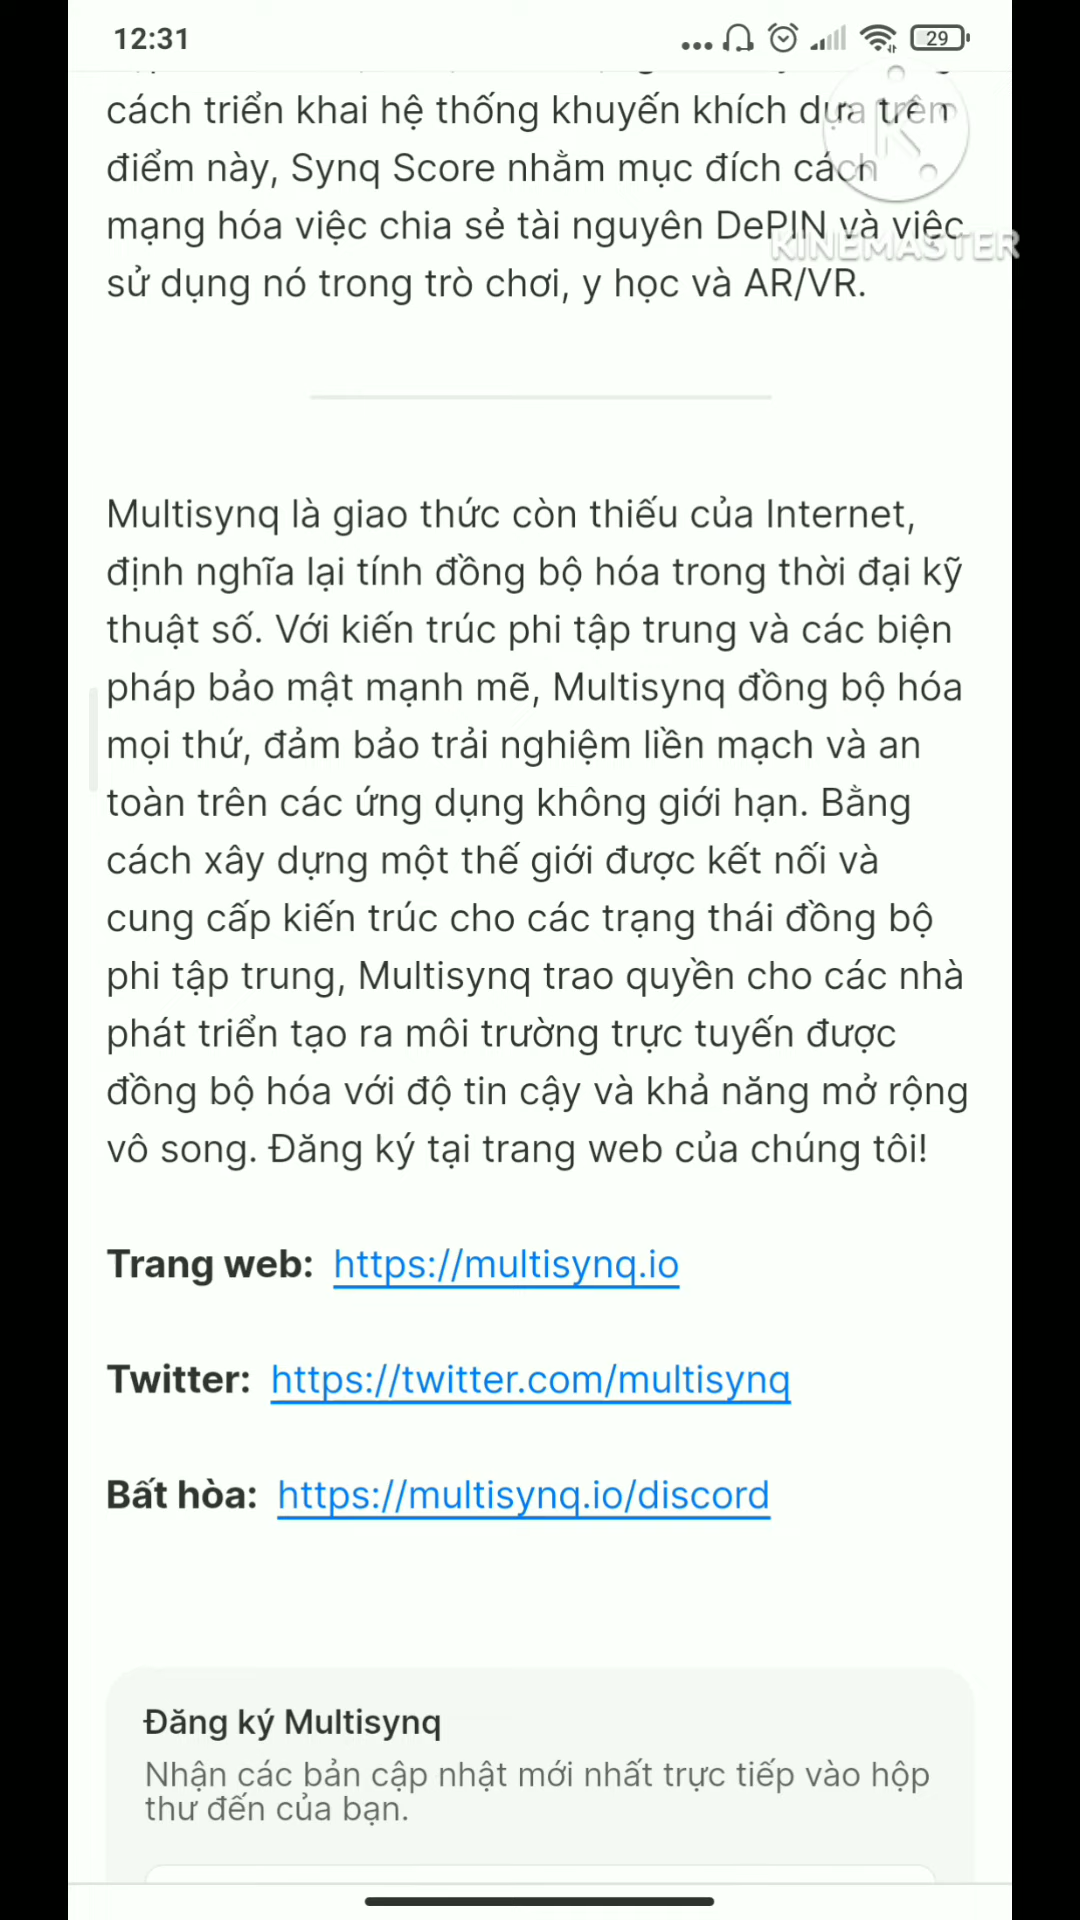 12:31
29
cách triển khai hệ thống khuyến khích dựa trên
điểm này, Synq Score nhằm mục đích cách
mạng hóa việc chia sẻ tài nguyên DePIN và việc
KINEMASTER
sử dụng nó trong trò chơi, y học và AR/VR.
Multisynq là giao thức còn thiếu của Internet,
định nghĩa lại tính đồng bộ hóa trong thời đại kỹ
thuật số. Với kiến trúc phi tập trung và các biện
pháp bảo mật mạnh mẽ, Multisynq đồng bộ hóa
mọi thứ, đảm bảo trải nghiệm liền mạch và an
toàn trên các ứng dụng không giới hạn. Bằng
cách xây dựng một thế giới được kết nối và
cung cấp kiến trúc cho các trạng thái đồng bộ
phi tập trung, Multisynq trao quyền cho các nhà
phát triển tạo ra môi trường trực tuyến được
đồng bộ hóa với độ tin cậy và khả năng mở rộng
vô song. Đăng ký tại trang web của chúng tôi!
Trang web: https://multisynq.io
Twitter: https://twitter.com/multisynq
Bất hòa: https://multisynq.io/discord
Đăng ký Multisynq
Nhận các bản cập nhật mới nhất trực tiếp vào hộp
thư đến của bạn.